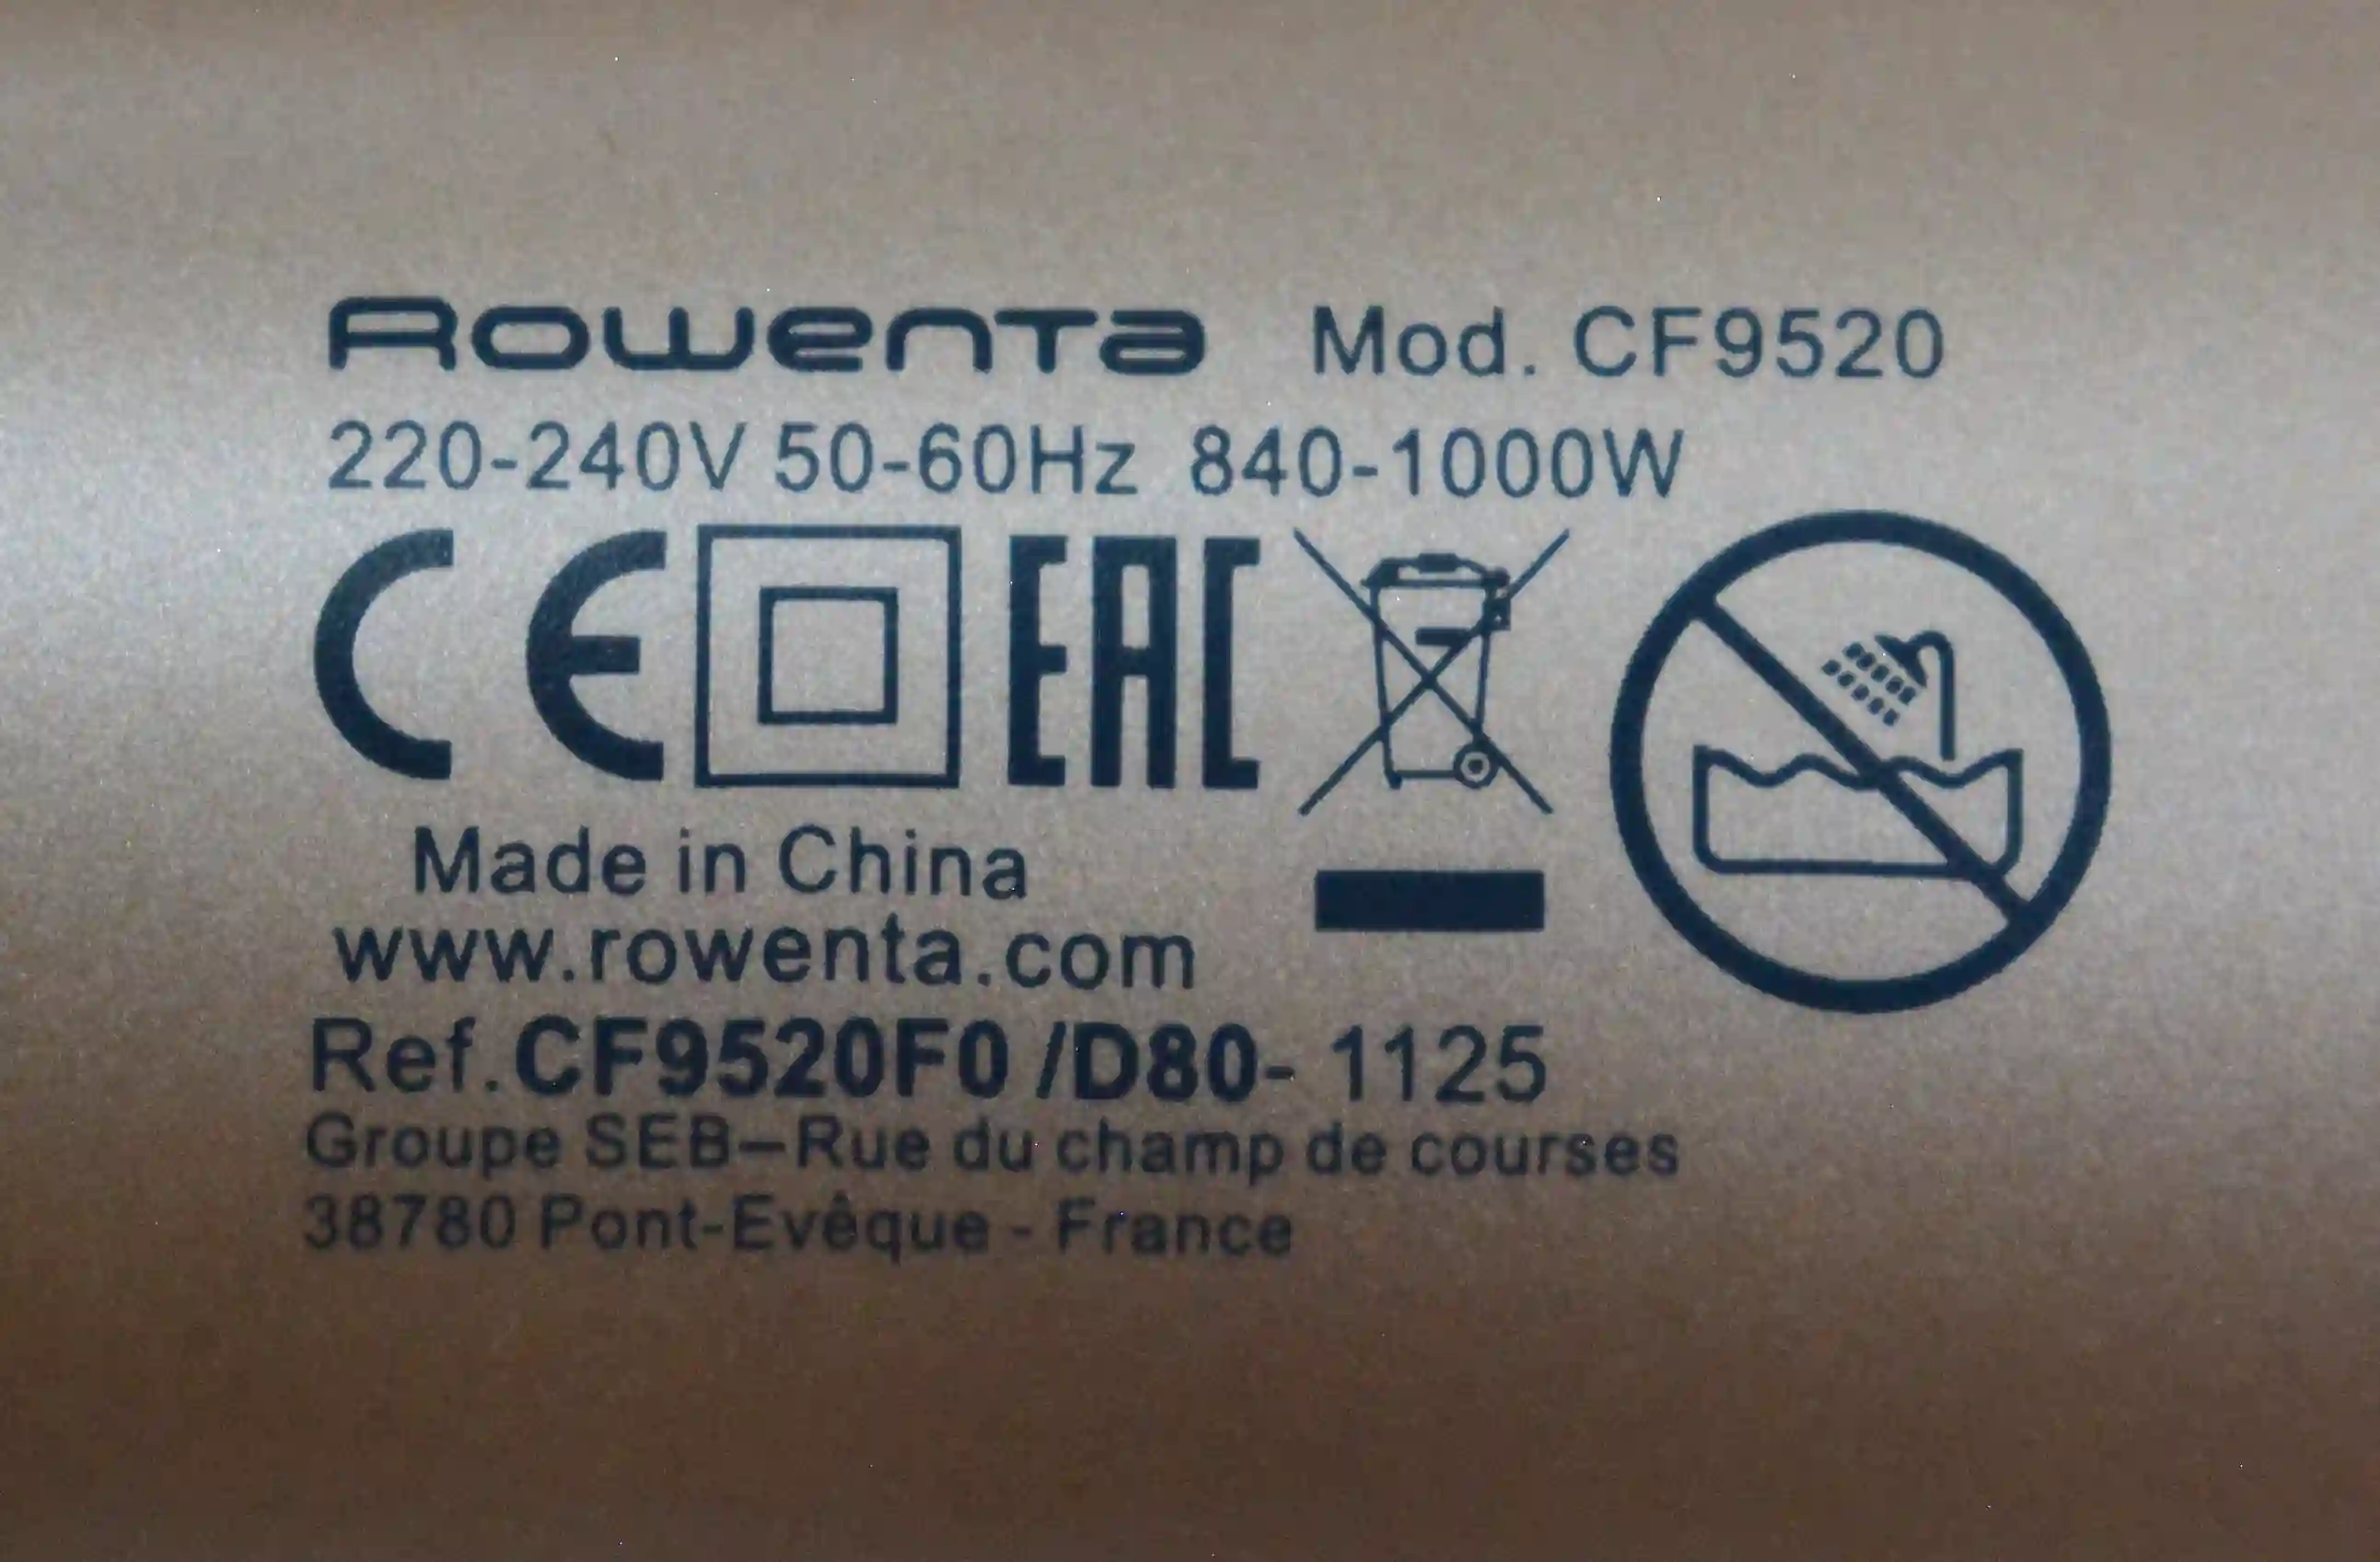 Rowenta Mod. CF9520
220-240V 50-60Hz 840-1000W
CE EAC
Made in China
www.rowenta.com
Ref.CF9520F0 /D80- 1125
Groupe SEB–Rue du champ de courses
38780 Pont-Evêque - France